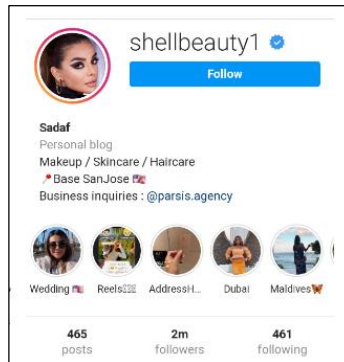 shellbeauty1
Follow
Sadaf
Personal blog
Makeup / Skincare / Haircare
📍Base SanJose 🇺🇸
Business inquiries : @parsis.agency
Wedding 🇺🇸 Reels AddressH... Dubai Maldives🦋
465 2m 461
posts followers following